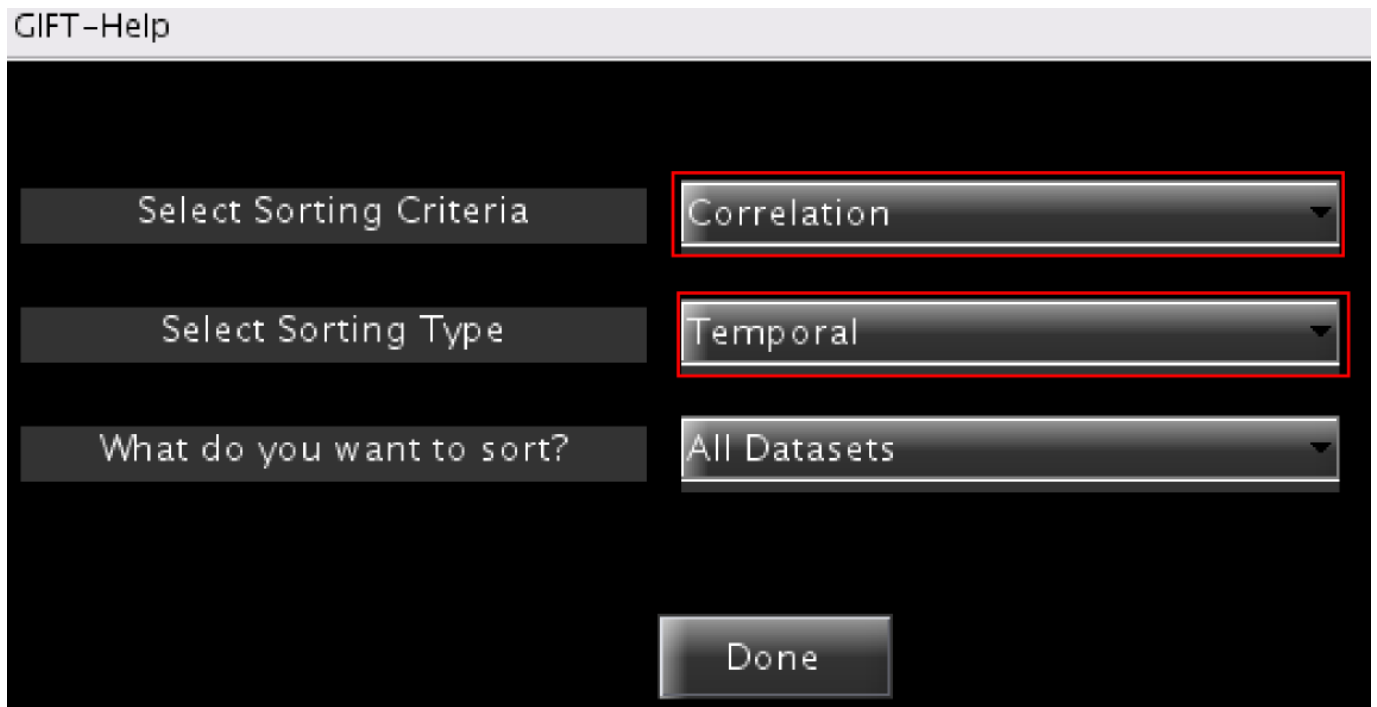 GIFT-Help
Select Sorting Criteria
Correlation
Select Sorting Type
Temporal
What do you want to sort?
All Datasets
Done